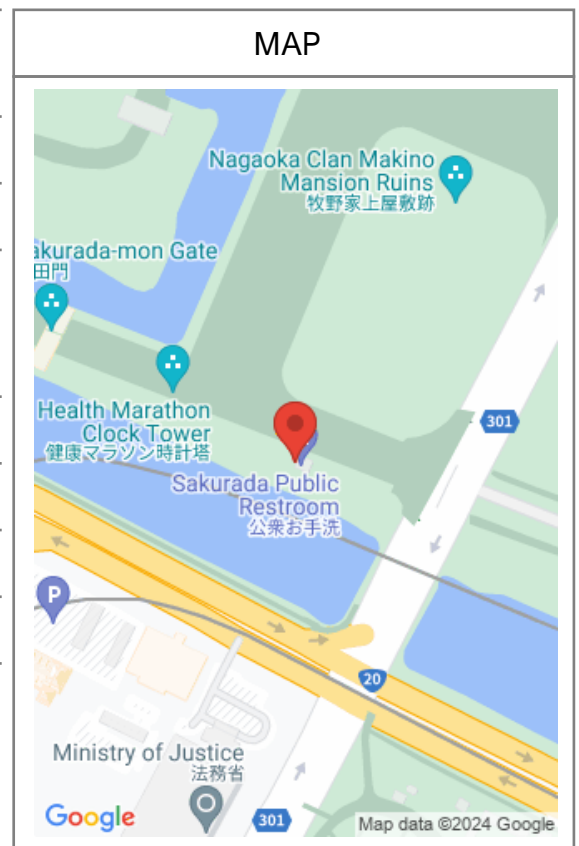 MAP
Nagaoka Clan Makino
Mansion Ruins
牧野家上屋敷跡
akurada-mon Gate
田門
Health Marathon
Clock Tower
健康マラソン時計塔
301
Sakurada Public
Restroom
公衆お手洗
P
20
Ministry of Justice
法務省
Google
301
Map data ©2024 Google